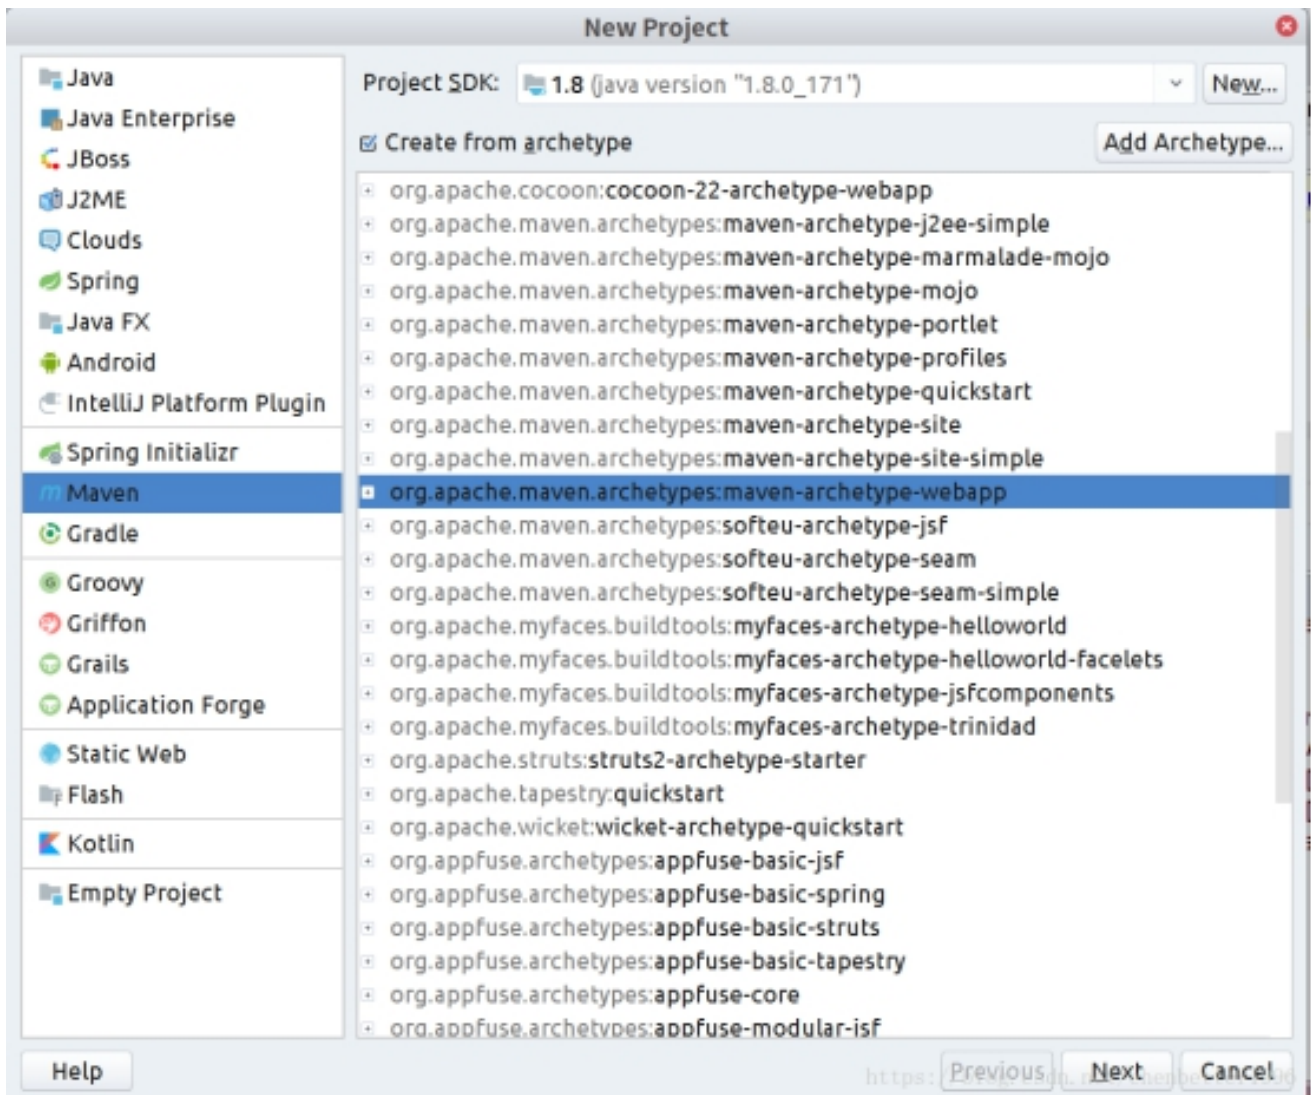 New Project
Java
Java Enterprise
JBoss
J2ME
Clouds
Spring
Java FX
Android
IntelliJ Platform Plugin
Spring Initializr
Maven
Gradle
Groovy
Griffon
Grails
Application Forge
Static Web
Flash
Kotlin
Empty Project
Project SDK: 1.8 (java version "1.8.0_171") New...
Create from archetype Add Archetype...
org.apache.cocoon:cocoon-22-archetype-webapp
org.apache.maven.archetypes:maven-archetype-j2ee-simple
org.apache.maven.archetypes:maven-archetype-marmalade-mojo
org.apache.maven.archetypes:maven-archetype-mojo
org.apache.maven.archetypes:maven-archetype-portlet
org.apache.maven.archetypes:maven-archetype-profiles
org.apache.maven.archetypes:maven-archetype-quickstart
org.apache.maven.archetypes:maven-archetype-site
org.apache.maven.archetypes:maven-archetype-site-simple
org.apache.maven.archetypes:maven-archetype-webapp
org.apache.maven.archetypes:softeu-archetype-jsf
org.apache.maven.archetypes:softeu-archetype-seam
org.apache.maven.archetypes:softeu-archetype-seam-simple
org.apache.myfaces.buildtools:myfaces-archetype-helloworld
org.apache.myfaces.buildtools:myfaces-archetype-helloworld-facelets
org.apache.myfaces.buildtools:myfaces-archetype-jsfcomponents
org.apache.myfaces.buildtools:myfaces-archetype-trinidad
org.apache.struts:struts2-archetype-starter
org.apache.tapestry:quickstart
org.apache.wicket:wicket-archetype-quickstart
org.appfuse.archetypes:appfuse-basic-jsf
org.appfuse.archetypes:appfuse-basic-spring
org.appfuse.archetypes:appfuse-basic-struts
org.appfuse.archetypes:appfuse-basic-tapestry
org.appfuse.archetypes:appfuse-core
org.appfuse.archetypes:appfuse-modular-jsf
Help Previous Next Cancel